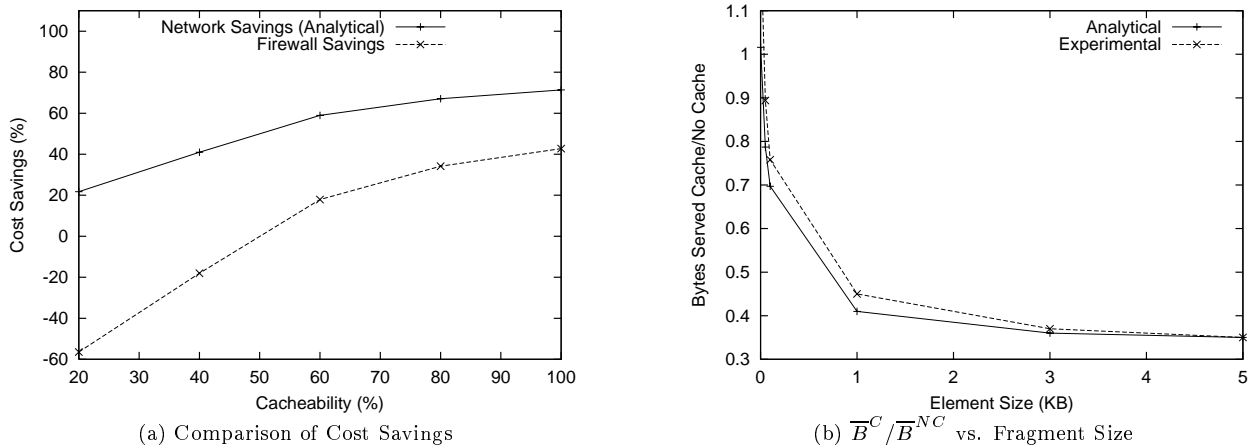 100
80
60
40
20
0
-20
-40
-60
20 30 40 50 60 70 80 90 100
Cost Savings (%)
Cacheability (%)
Network Savings (Analytical)
Firewall Savings
(a) Comparison of Cost Savings
1.1
1
0.9
0.8
0.7
0.6
0.5
0.4
0.3
0 1 2 3 4 5
Bytes Served Cache/No Cache
Element Size (KB)
Analytical
Experimental
(b) B̅^C/B̅^NC vs. Fragment Size